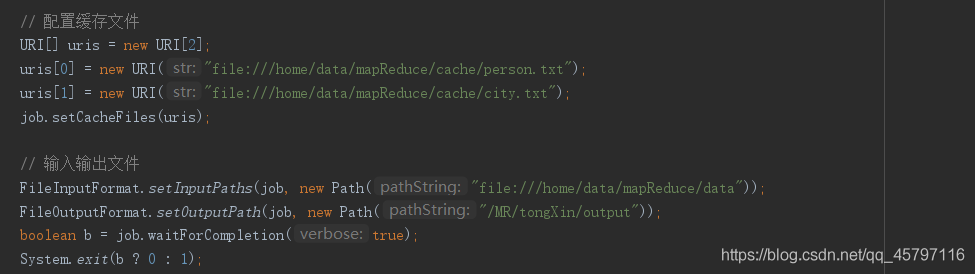 // 配置缓存文件
URI[] uris = new URI[2];
uris[0] = new URI( str: "file:///home/data/mapReduce/cache/person.txt");
uris[1] = new URI( str: "file:///home/data/mapReduce/cache/city.txt");
job.setCacheFiles(uris);
// 输入输出文件
FileInputFormat.setInputPaths(job, new Path( pathString: "file:///home/data/mapReduce/data"));
FileOutputFormat.setOutputPath(job, new Path( pathString: "/MR/tongXin/output"));
boolean b = job.waitForCompletion( verbose: true);
System.exit(b ? 0 : 1);
https://blog.csdn.net/qq_45797116